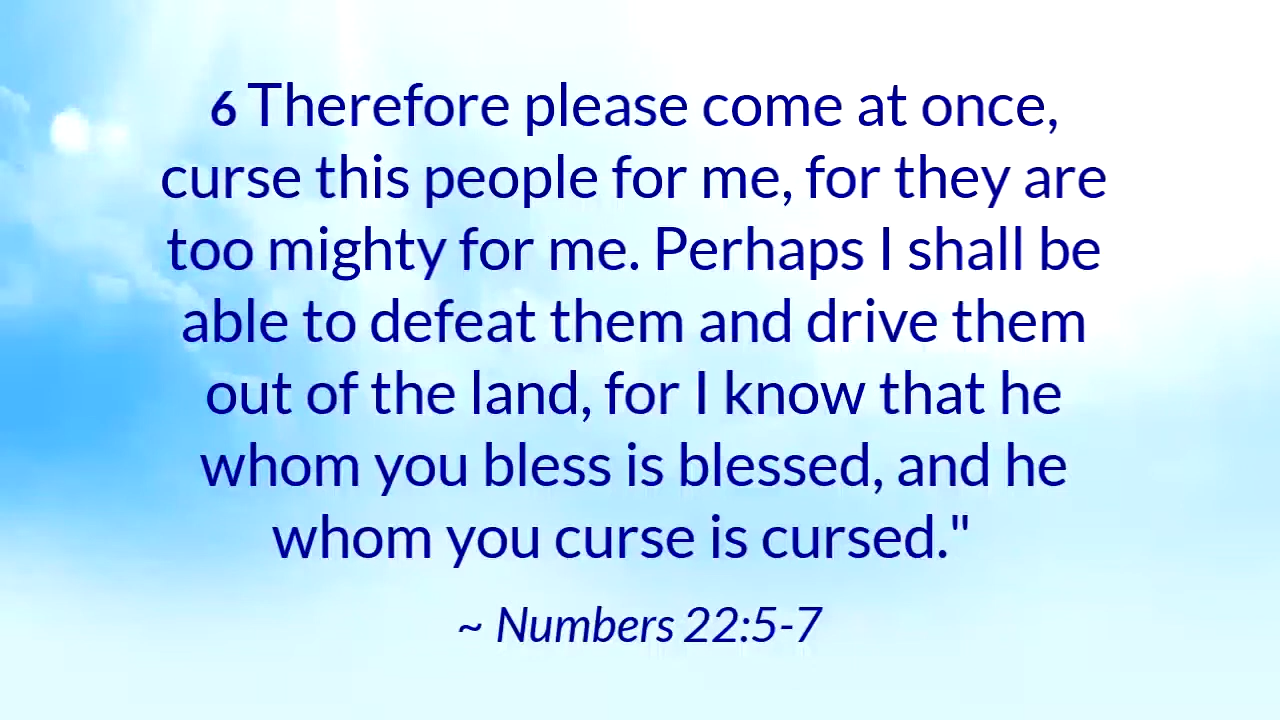 6 Therefore please come at once,
curse this people for me, for they are
too mighty for me. Perhaps I shall be
able to defeat them and drive them
out of the land, for I know that he
whom you bless is blessed, and he
whom you curse is cursed."
~ Numbers 22:5-7